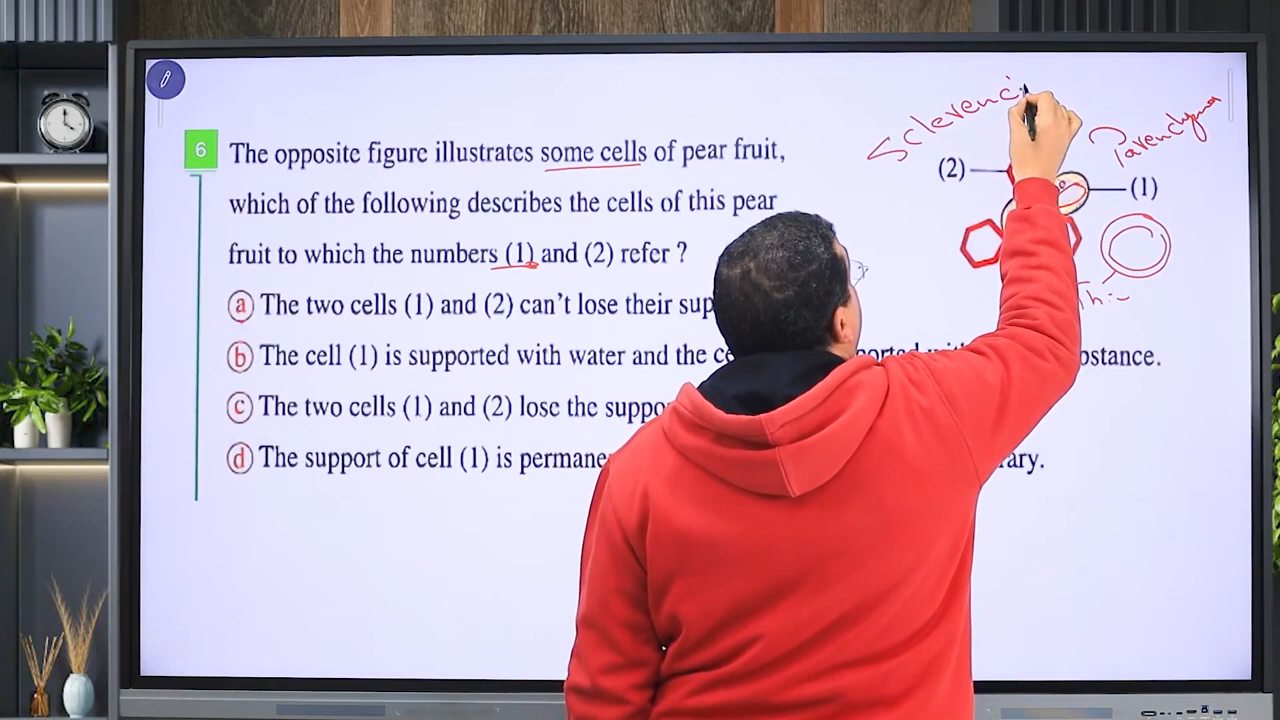 6 The opposite figure illustrates some cells of pear fruit,
which of the following describes the cells of this pear
fruit to which the numbers (1) and (2) refer ?
a The two cells (1) and (2) can't lose their sup
b The cell (1) is supported with water and the ce
c The two cells (1) and (2) lose the suppo
d The support of cell (1) is permane
Sclerenc
Parenchyma
(2)
(1)
Thi